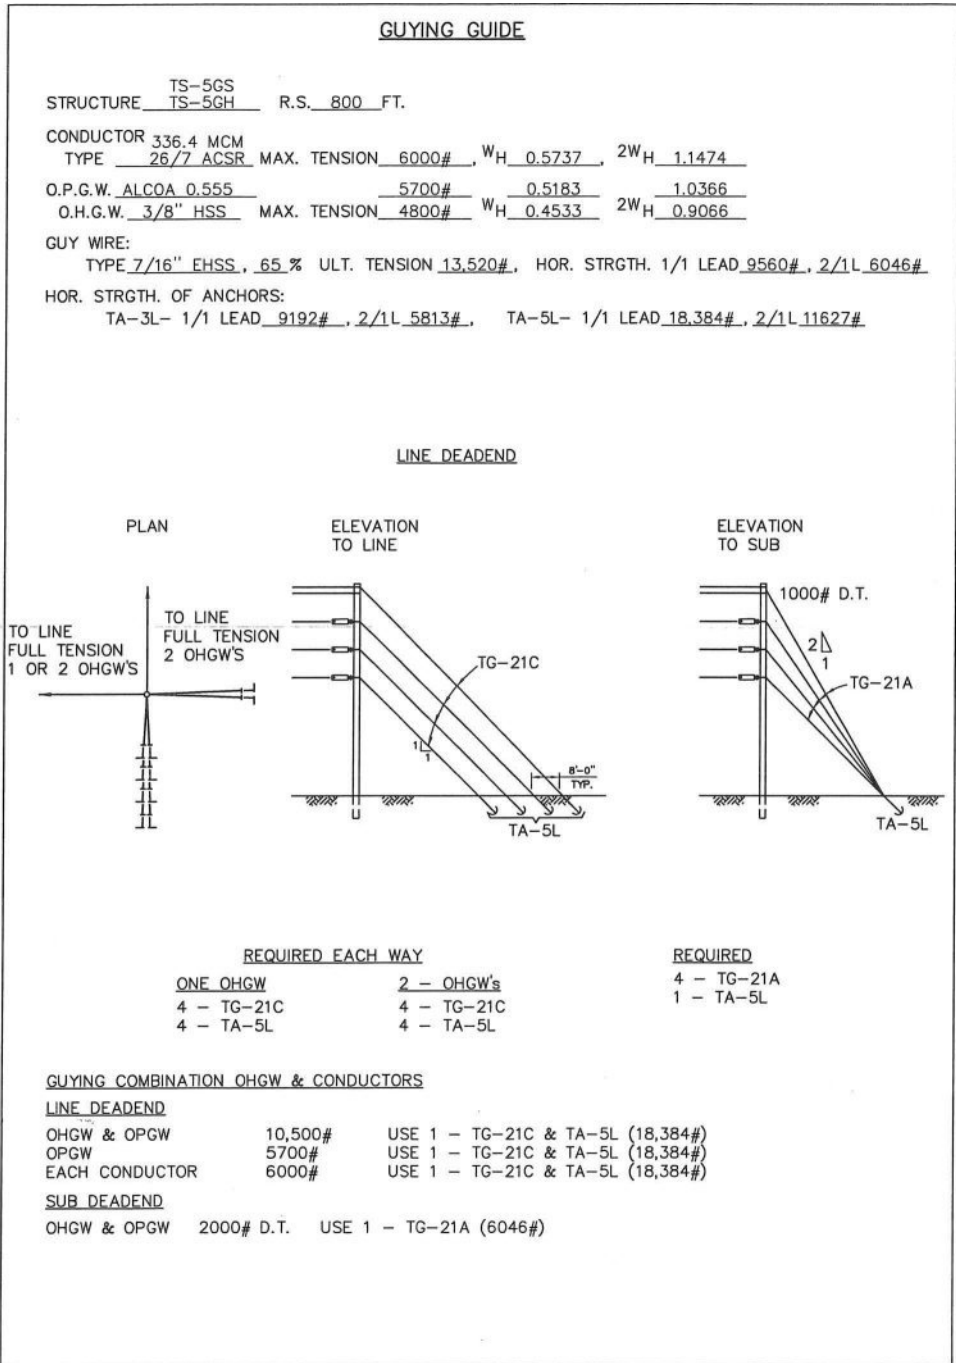 GUYING GUIDE
TS-5GS
STRUCTURE TS-5GH R.S. 800 FT.
CONDUCTOR 336.4 MCM
TYPE 26/7 ACSR MAX. TENSION 6000#, WH 0.5737, 2WH 1.1474
O.P.G.W. ALCOA 0.555 5700# 0.5183 1.0366
O.H.G.W. 3/8" HSS MAX. TENSION 4800# WH 0.4533 2WH 0.9066
GUY WIRE:
TYPE 7/16" EHSS, 65 % ULT. TENSION 13,520#, HOR. STRGTH. 1/1 LEAD 9560#, 2/1L 6046#
HOR. STRGTH. OF ANCHORS:
TA-3L- 1/1 LEAD 9192#, 2/1L 5813#, TA-5L- 1/1 LEAD 18,384#, 2/1L 11627#
LINE DEADEND
PLAN
TO LINE
FULL TENSION
1 OR 2 OHGW'S
TO LINE
FULL TENSION
2 OHGW'S
ELEVATION
TO LINE
TG-21C
1
1
8'-0"
TYP.
TA-5L
ELEVATION
TO SUB
1000# D.T.
2
1
TG-21A
TA-5L
REQUIRED EACH WAY
ONE OHGW
4 - TG-21C
4 - TA-5L
2 - OHGW's
4 - TG-21C
4 - TA-5L
REQUIRED
4 - TG-21A
1 - TA-5L
GUYING COMBINATION OHGW & CONDUCTORS
LINE DEADEND
OHGW & OPGW 10,500# USE 1 - TG-21C & TA-5L (18,384#)
OPGW 5700# USE 1 - TG-21C & TA-5L (18,384#)
EACH CONDUCTOR 6000# USE 1 - TG-21C & TA-5L (18,384#)
SUB DEADEND
OHGW & OPGW 2000# D.T. USE 1 - TG-21A (6046#)